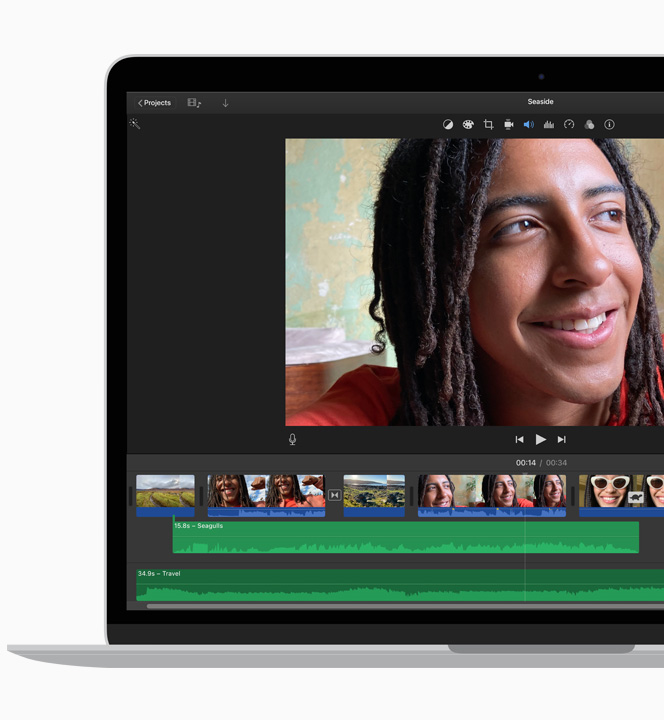 Projects
Seaside
00:14 / 00:34
15.8s – Seagulls
34.9s – Travel